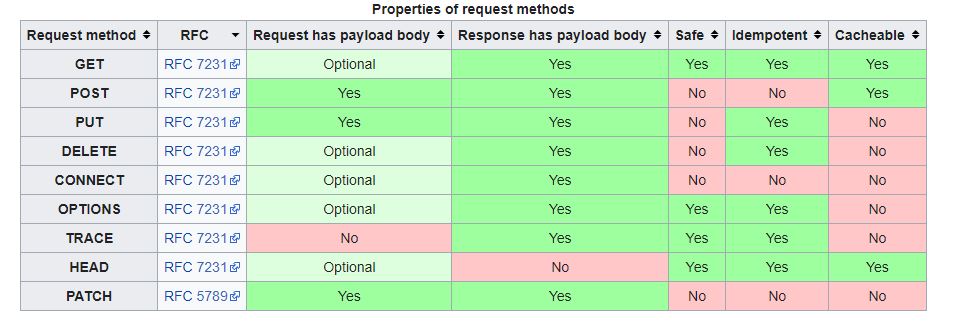 Properties of request methods
Request method RFC Request has payload body Response has payload body Safe Idempotent Cacheable
GET RFC 7231 Optional Yes Yes Yes Yes
POST RFC 7231 Yes Yes No No Yes
PUT RFC 7231 Yes Yes No Yes No
DELETE RFC 7231 Optional Yes No Yes No
CONNECT RFC 7231 Optional Yes No No No
OPTIONS RFC 7231 Optional Yes Yes Yes No
TRACE RFC 7231 No Yes Yes Yes No
HEAD RFC 7231 Optional No Yes Yes Yes
PATCH RFC 5789 Yes Yes No No No